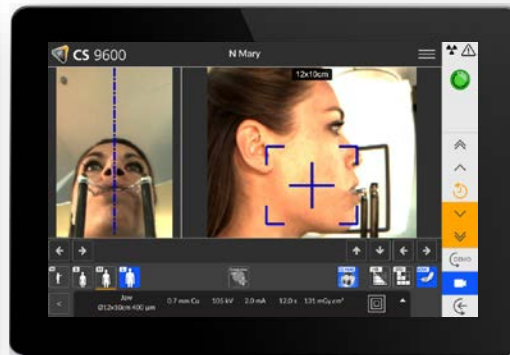 CS 9600
N Mary
12x10cm
DEMO
Jaw
Ø12x10cm 400 µm
0.7 mm Cu
105 kV
2.0 mA
12.0 s
131 mGy.cm²